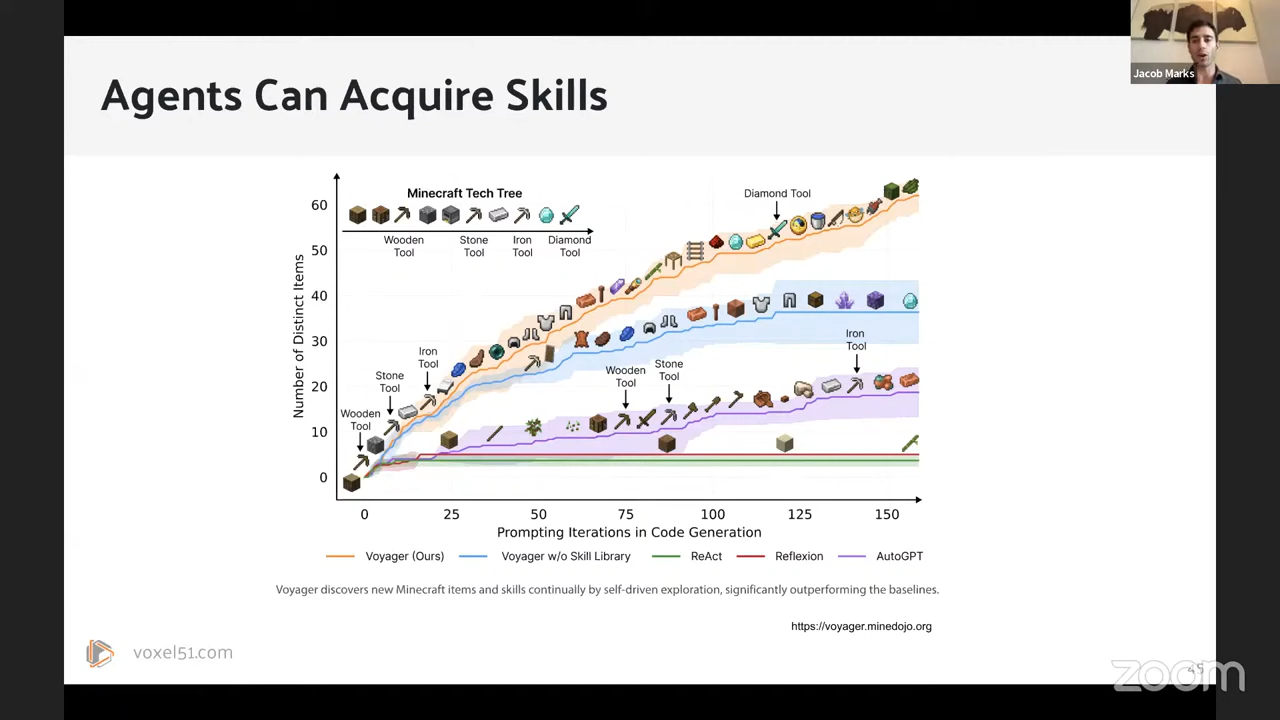 Jacob Marks
Agents Can Acquire Skills
Minecraft Tech Tree
Wooden Tool
Stone Tool
Iron Tool
Diamond Tool
Number of Distinct Items
60
50
40
30
20
10
0
Wooden Tool
Stone Tool
Iron Tool
Wooden Tool
Stone Tool
Diamond Tool
Iron Tool
0 25 50 75 100 125 150
Prompting Iterations in Code Generation
Voyager (Ours) Voyager w/o Skill Library ReAct Reflexion AutoGPT
Voyager discovers new Minecraft items and skills continually by self-driven exploration, significantly outperforming the baselines.
https://voyager.minedojo.org
voxel51.com
45
zoom